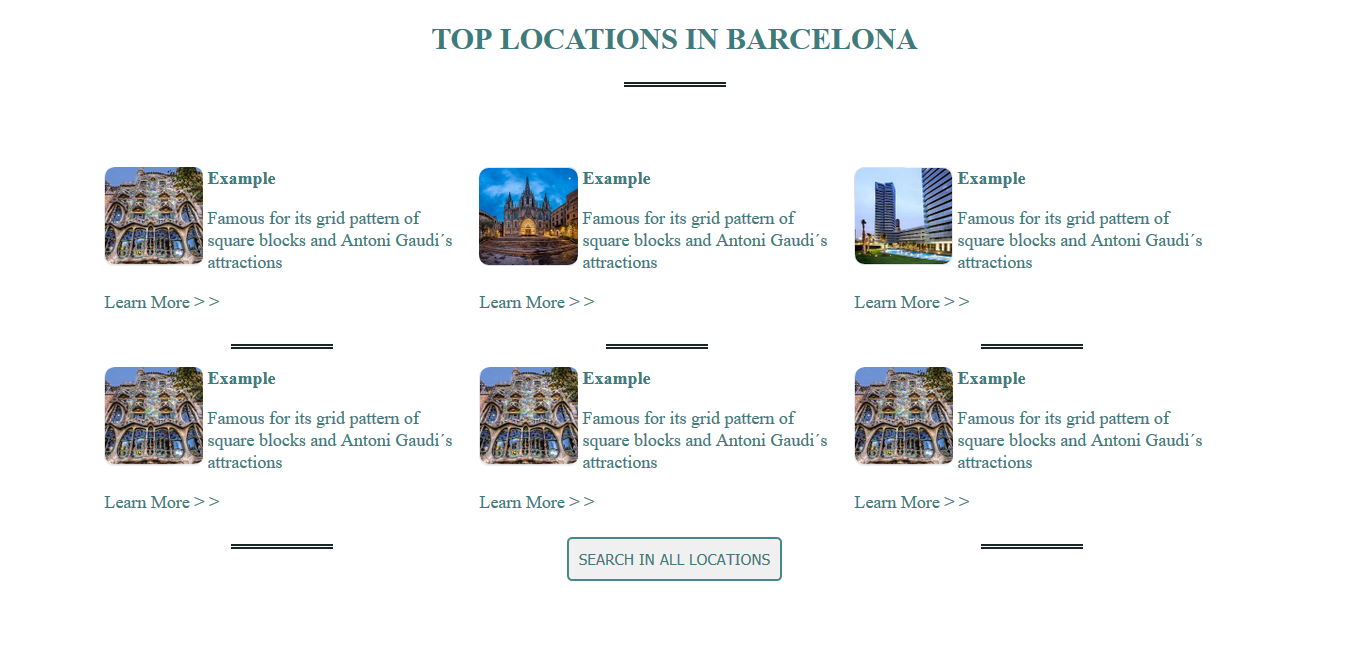 TOP LOCATIONS IN BARCELONA
Example
Famous for its grid pattern of
square blocks and Antoni Gaudi´s
attractions
Learn More > >
Example
Famous for its grid pattern of
square blocks and Antoni Gaudi´s
attractions
Learn More > >
Example
Famous for its grid pattern of
square blocks and Antoni Gaudi´s
attractions
Learn More > >
Example
Famous for its grid pattern of
square blocks and Antoni Gaudi´s
attractions
Learn More > >
Example
Famous for its grid pattern of
square blocks and Antoni Gaudi´s
attractions
Learn More > >
Example
Famous for its grid pattern of
square blocks and Antoni Gaudi´s
attractions
Learn More > >
SEARCH IN ALL LOCATIONS